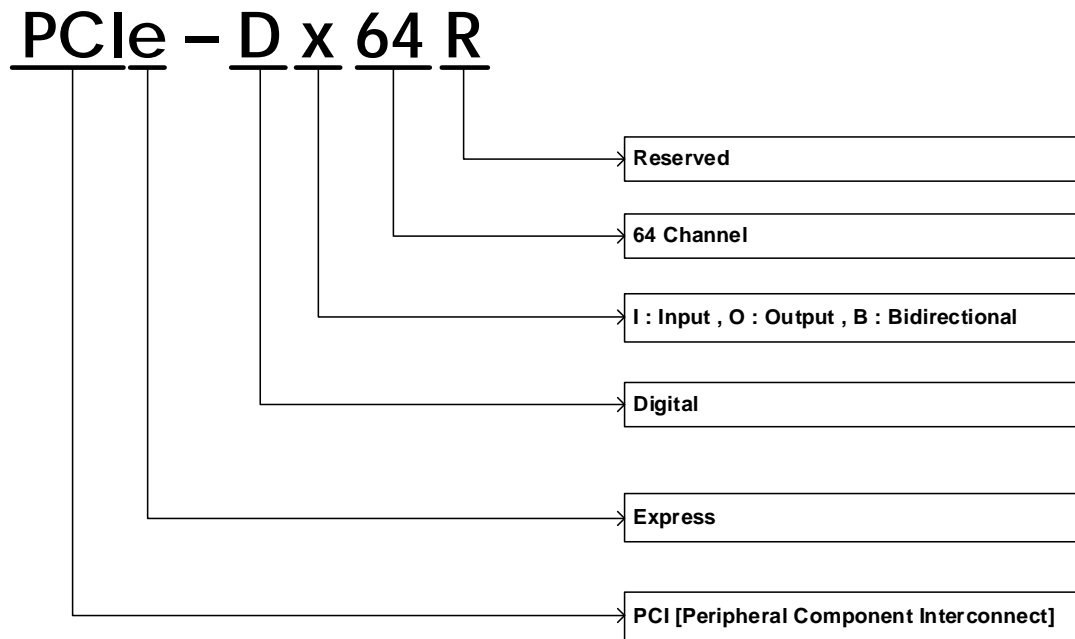 PCIe – D x 64 R
Reserved
64 Channel
I : Input , O : Output , B : Bidirectional
Digital
Express
PCI [Peripheral Component Interconnect]